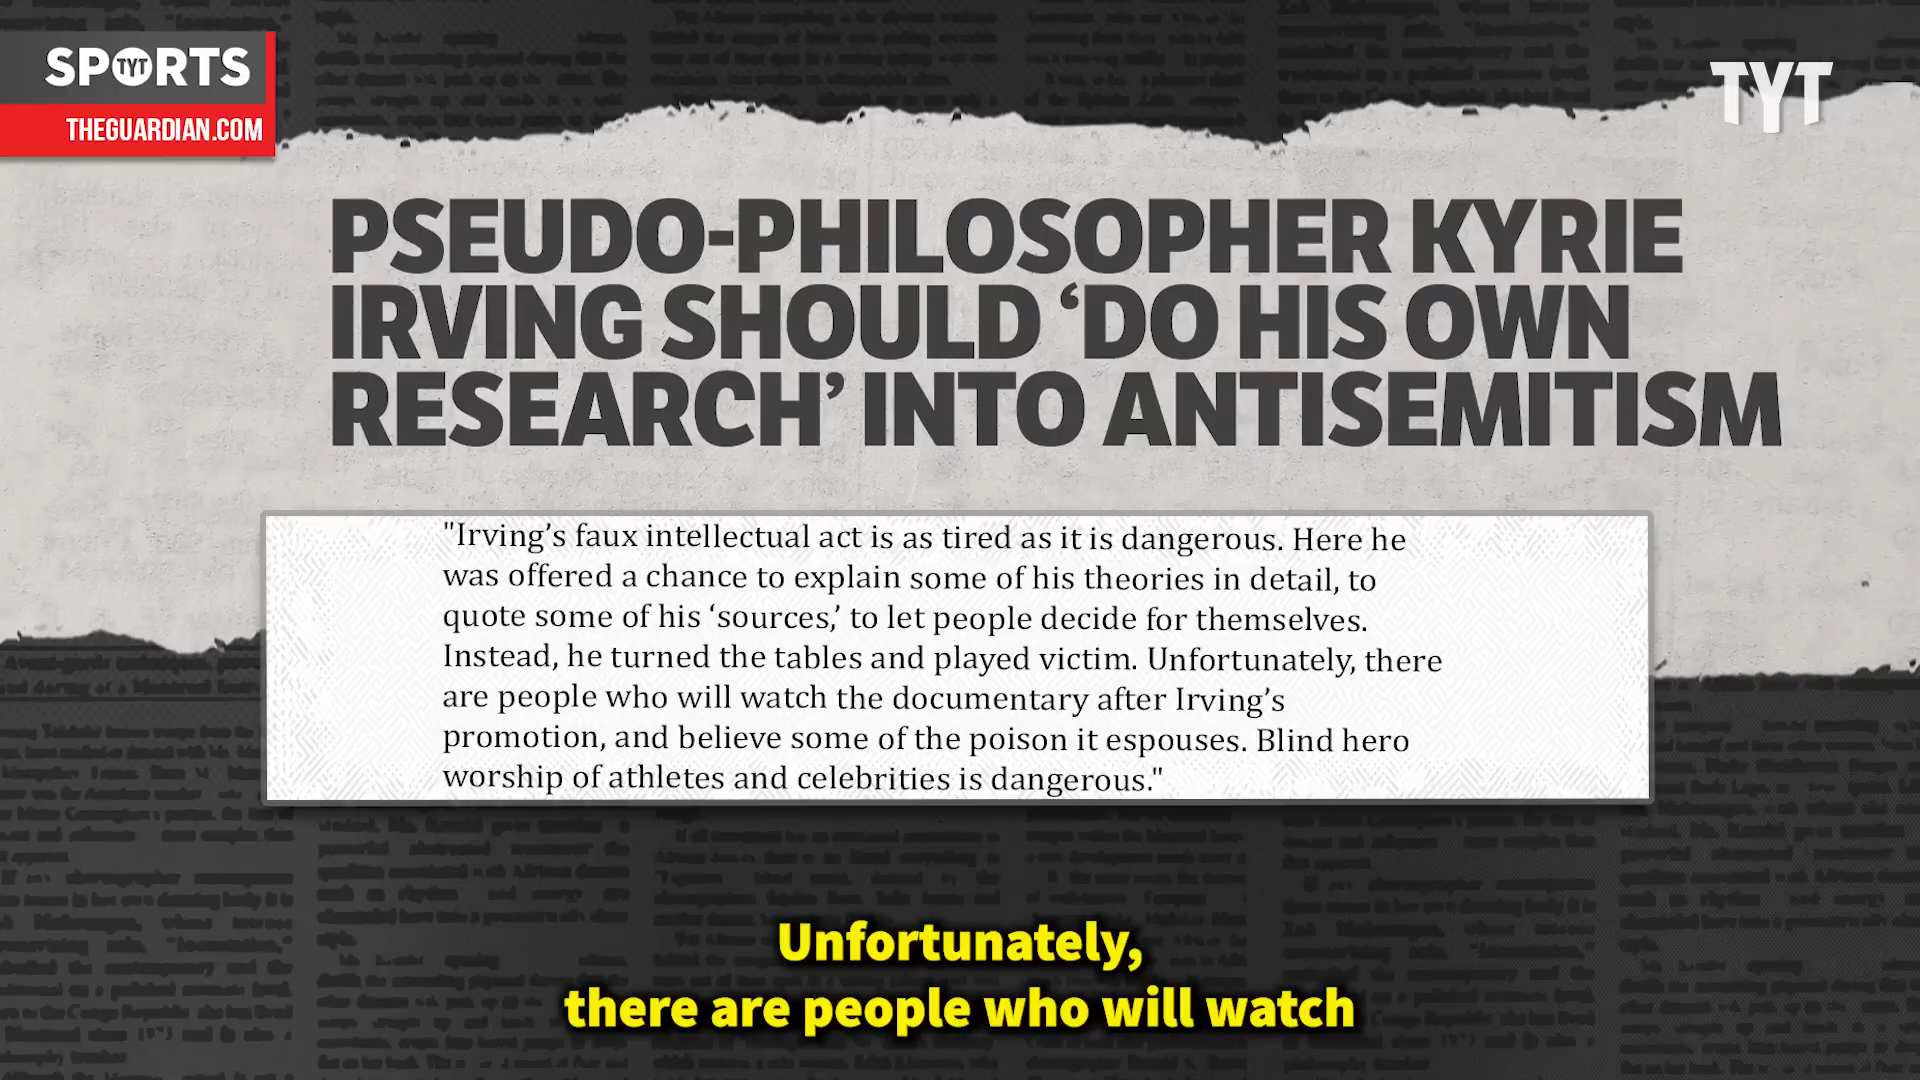 SPORTS
TYT
THEGUARDIAN.COM
TYT
PSEUDO-PHILOSOPHER KYRIE
IRVING SHOULD ‘DO HIS OWN
RESEARCH’ INTO ANTISEMITISM
"Irving’s faux intellectual act is as tired as it is dangerous. Here he
was offered a chance to explain some of his theories in detail, to
quote some of his ‘sources,’ to let people decide for themselves.
Instead, he turned the tables and played victim. Unfortunately, there
are people who will watch the documentary after Irving’s
promotion, and believe some of the poison it espouses. Blind hero
worship of athletes and celebrities is dangerous."
Unfortunately,
there are people who will watch